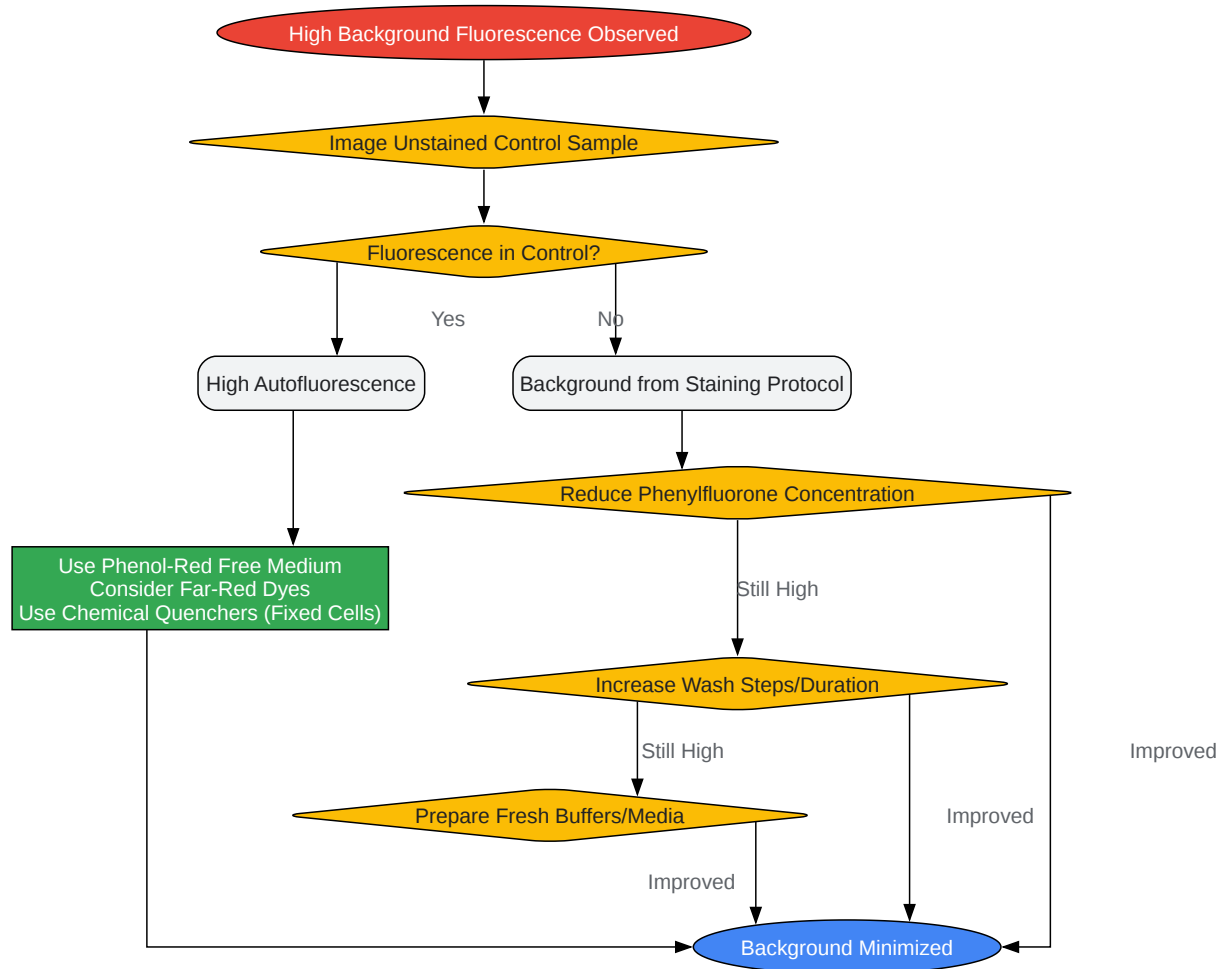 High Background Fluorescence Observed
Image Unstained Control Sample
Fluorescence in Control?
Yes
No
High Autofluorescence
Background from Staining Protocol
Reduce Phenylfluorone Concentration
Use Phenol-Red Free Medium
Consider Far-Red Dyes
Use Chemical Quenchers (Fixed Cells)
Still High
Increase Wash Steps/Duration
Still High
Improved
Prepare Fresh Buffers/Media
Improved
Improved
Background Minimized